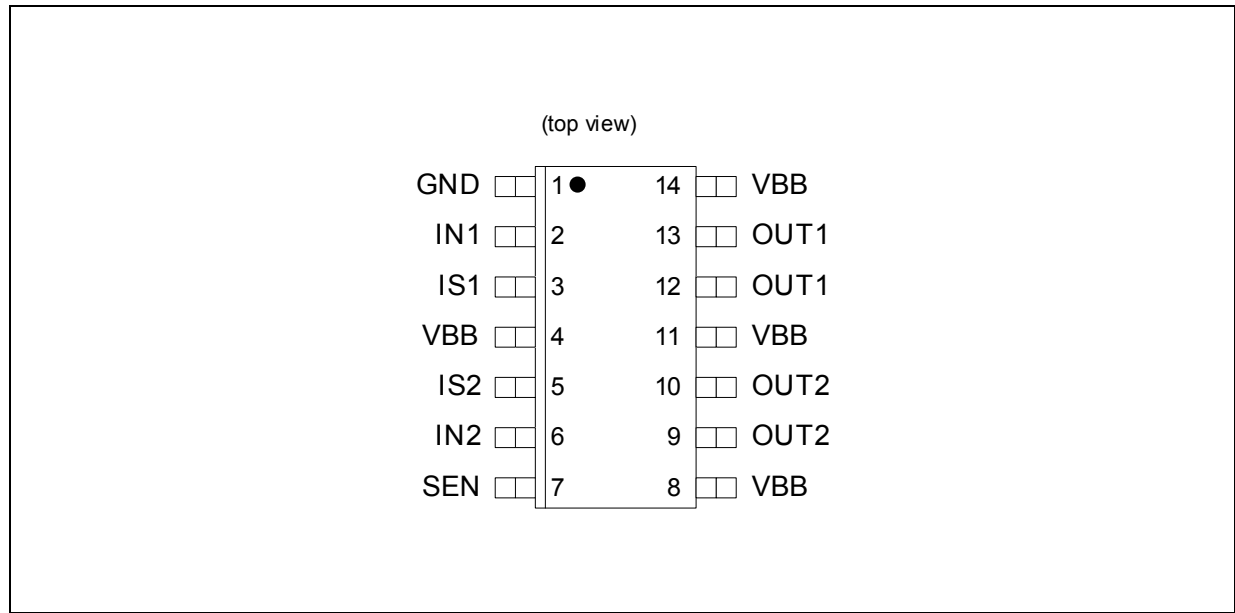 (top view)
GND 1 14 VBB
IN1 2 13 OUT1
IS1 3 12 OUT1
VBB 4 11 VBB
IS2 5 10 OUT2
IN2 6 9 OUT2
SEN 7 8 VBB